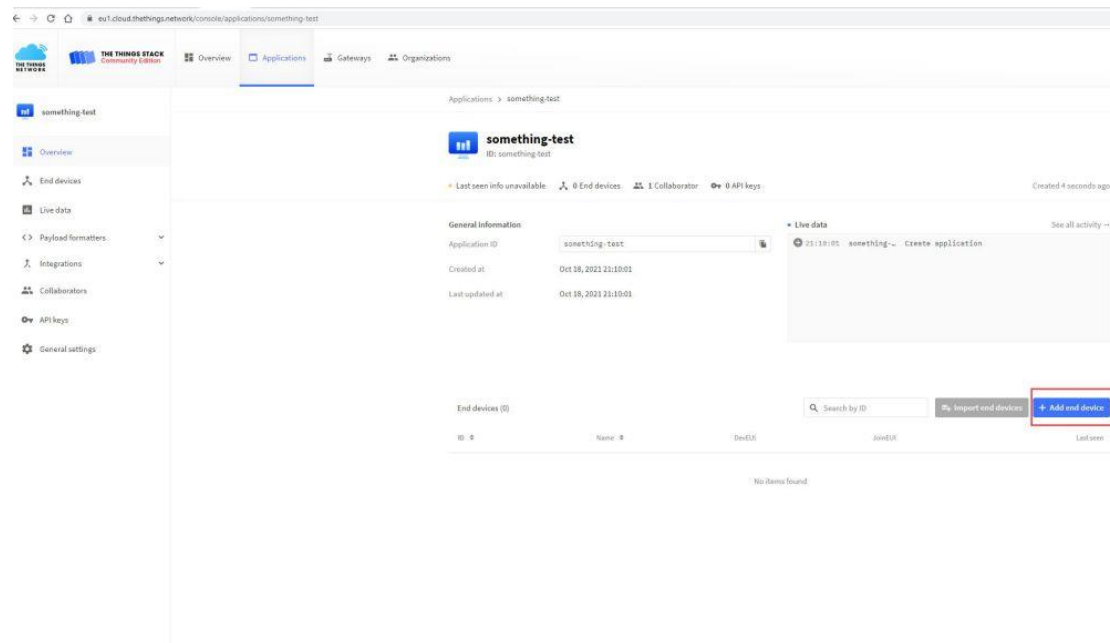 eu1.cloud.thethings.network/console/applications/something-test
THE THINGS NETWORK
THE THINGS STACK
Community Edition
Overview
Applications
Gateways
Organizations
something-test
Overview
End devices
Live data
Payload formatters
Integrations
Collaborators
API keys
General settings
Applications > something-test
something-test
ID: something-test
Last seen info unavailable 0 End devices 1 Collaborator 0 API keys Created 4 seconds ago
General information
Application ID something-test
Created at Oct 18, 2021 21:10:01
Last updated at Oct 18, 2021 21:10:01
Live data See all activity →
21:10:01 something-… Create application
End devices (0) Search by ID Import end devices + Add end device
ID Name DevEUI JoinEUI Last seen
No items found